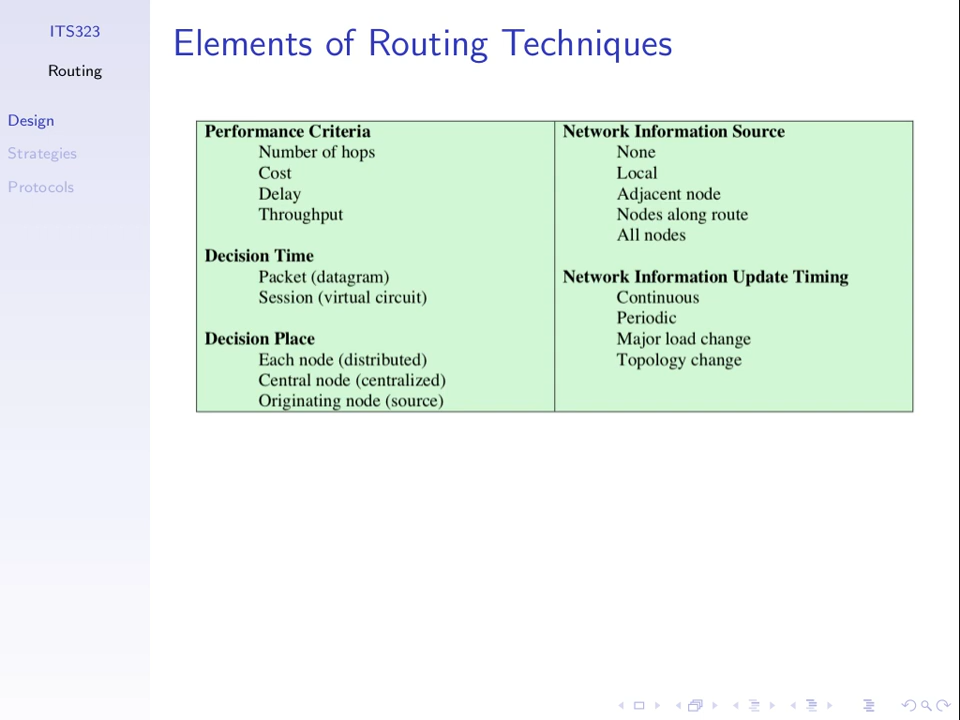 ITS323
Routing
Design
Strategies
Protocols
Elements of Routing Techniques
Performance Criteria
Number of hops
Cost
Delay
Throughput
Decision Time
Packet (datagram)
Session (virtual circuit)
Decision Place
Each node (distributed)
Central node (centralized)
Originating node (source)
Network Information Source
None
Local
Adjacent node
Nodes along route
All nodes
Network Information Update Timing
Continuous
Periodic
Major load change
Topology change